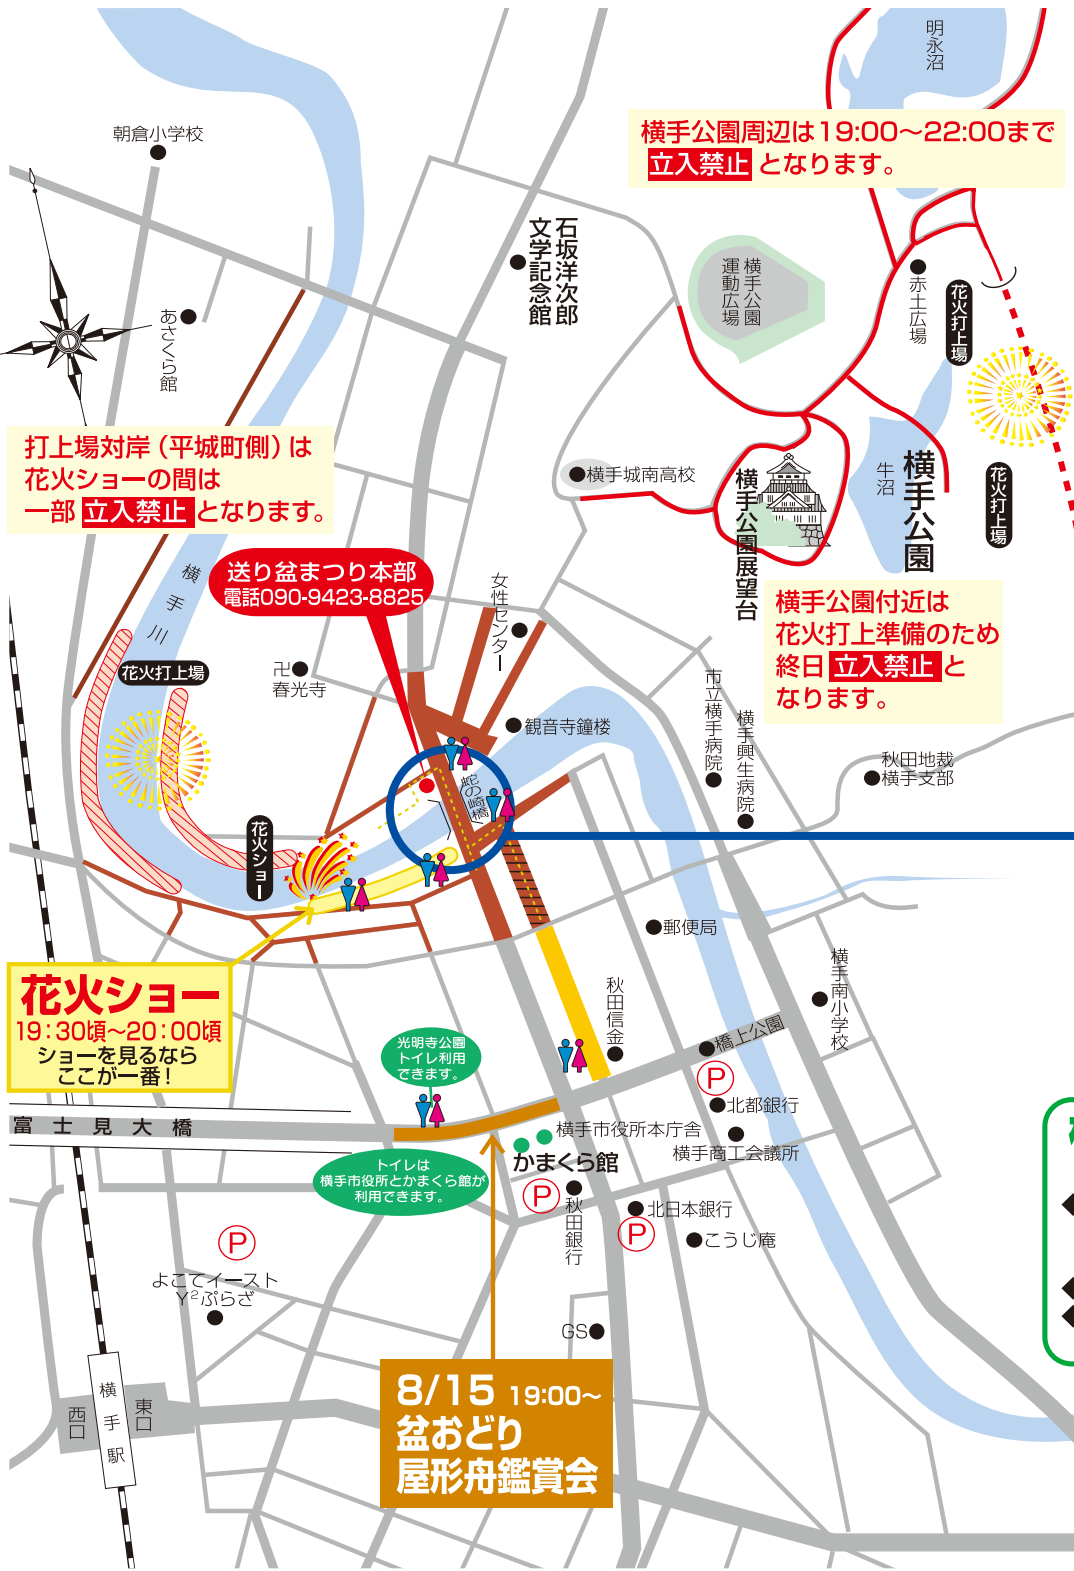 明永沼
横手公園周辺は19:00～22:00まで
立入禁止 となります。
朝倉小学校
石坂洋次郎
文学記念館
横手公園
運動広場
赤土広場
花火打上場
あさくら館
打上場対岸（平城町側）は
花火ショーの間は
一部 立入禁止 となります。
横手城南高校
横手公園展望台
牛沼
横手公園
花火打上場
横手川
送り盆まつり本部
電話090-9423-8825
女性センター
横手公園付近は
花火打上準備のため
終日 立入禁止 と
なります。
花火打上場
卍
春光寺
観音寺鐘楼
市立横手病院
横手興生病院
秋田地裁
横手支部
蛇の崎橋
花火ショー
郵便局
横手南小学校
秋田信金
橋上公園
花火ショー
19：30頃～20：00頃
ショーを見るなら
ここが一番！
光明寺公園
トイレ利用
できます。
P
北都銀行
富士見大橋
横手市役所本庁舎
横手商工会議所
かまくら館
トイレは
横手市役所とかまくら館が
利用できます。
P
秋田銀行
北日本銀行
P
こうじ庵
P
よこてイースト
Y²ぷらざ
GS
8/15 19:00～
盆おどり
屋形舟鑑賞会
西口
横手駅
東口